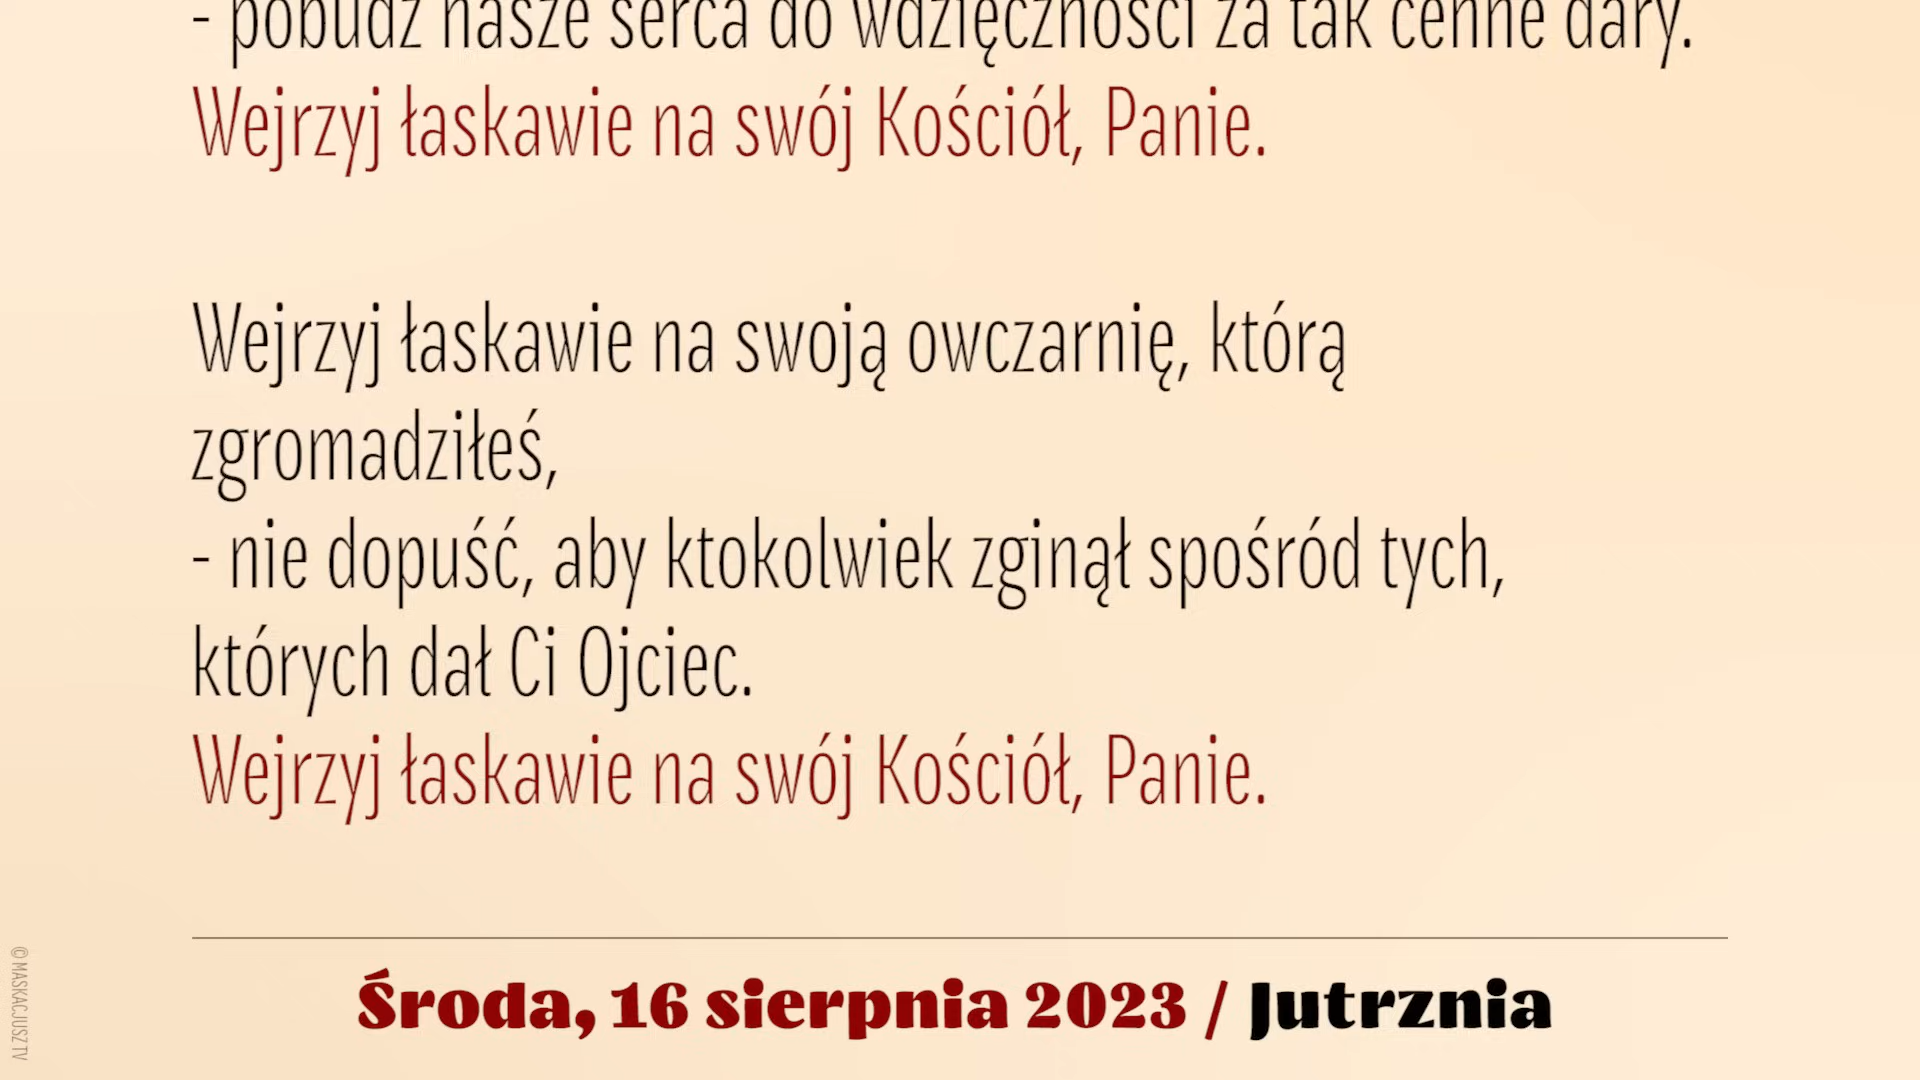 - pobudź nasze serca do wdzięczności za tak cenne dary.
Wejrzyj łaskawie na swój Kościół, Panie.
Wejrzyj łaskawie na swoją owczarnię, którą
zgromadziłeś,
- nie dopuść, aby ktokolwiek zginął spośród tych,
których dał Ci Ojciec.
Wejrzyj łaskawie na swój Kościół, Panie.
Środa, 16 sierpnia 2023 / Jutrznia
© MASKACJUSZ TV